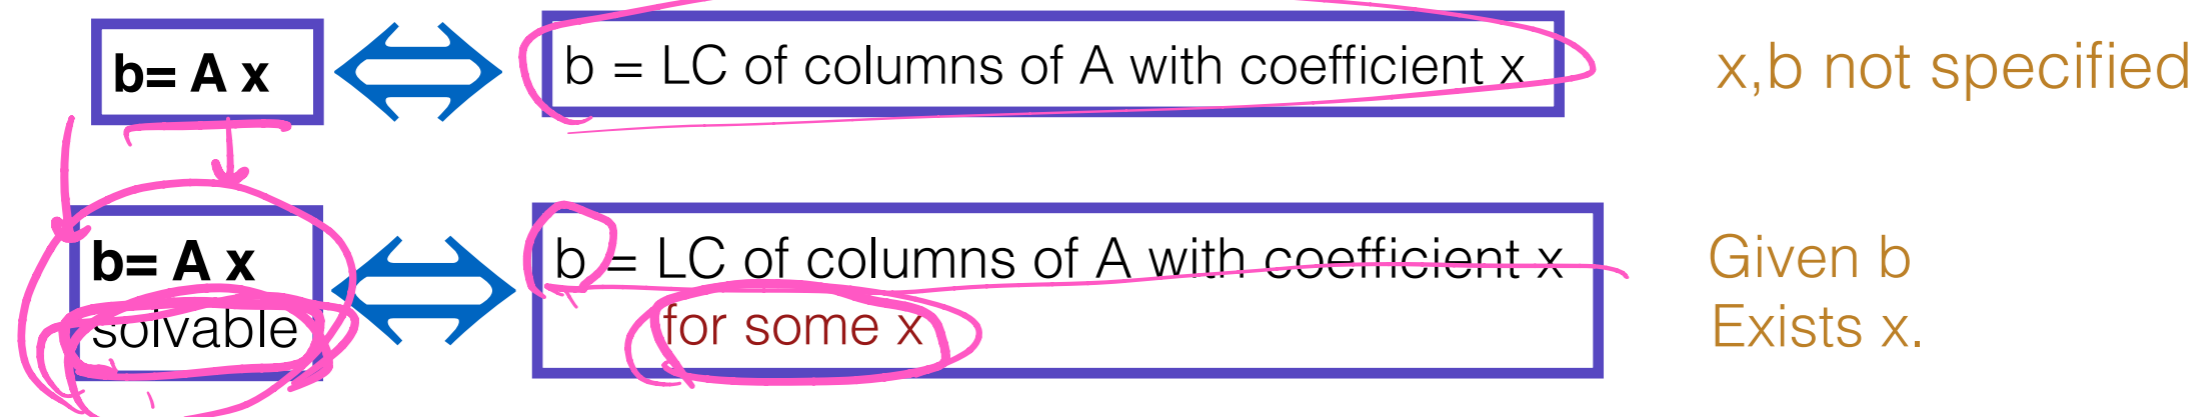 b= A x
b = LC of columns of A with coefficient x
x,b not specified
b= A x
solvable
b = LC of columns of A with coefficient x
for some x
Given b
Exists x.